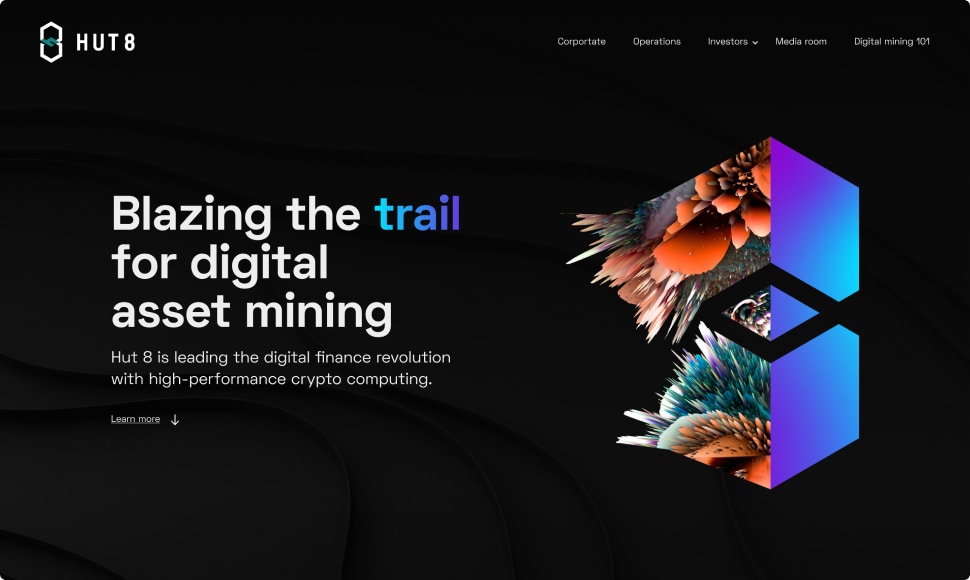 HUT 8
Corportate Operations Investors Media room Digital mining 101
Blazing the trail
for digital
asset mining
Hut 8 is leading the digital finance revolution
with high-performance crypto computing.
Learn more